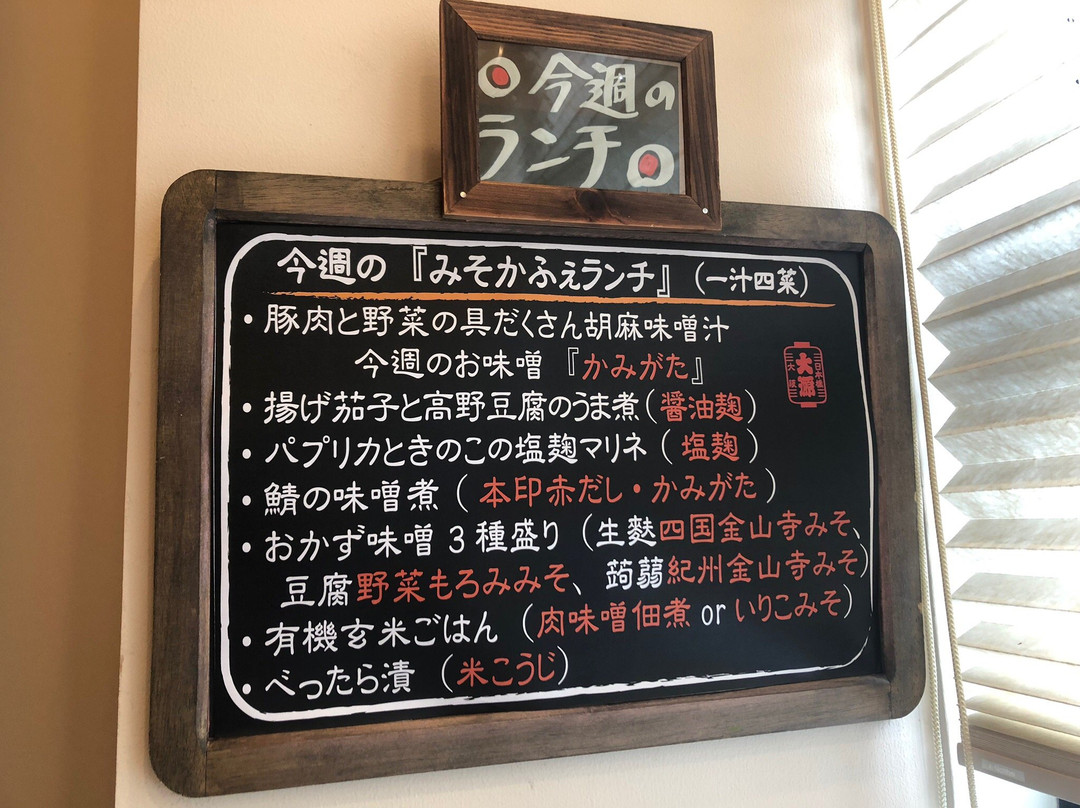 今週の
ランチ
今週の『みそかふぇランチ』(一汁四菜)
・豚肉と野菜の具だくさん胡麻味噌汁
今週のお味噌『かみがた』
・揚げ茄子と高野豆腐のうま煮(醤油麹)
・パプリカときのこの塩麹マリネ(塩麹)
・鯖の味噌煮(本印赤だし・かみがた)
・おかず味噌3種盛り(生麩四国金山寺みそ、
豆腐野菜もろみみそ、蒟蒻紀州金山寺みそ)
・有機玄米ごはん(肉味噌佃煮 or いりこみそ)
・べったら漬(米こうじ)
日本橋
大源
大阪